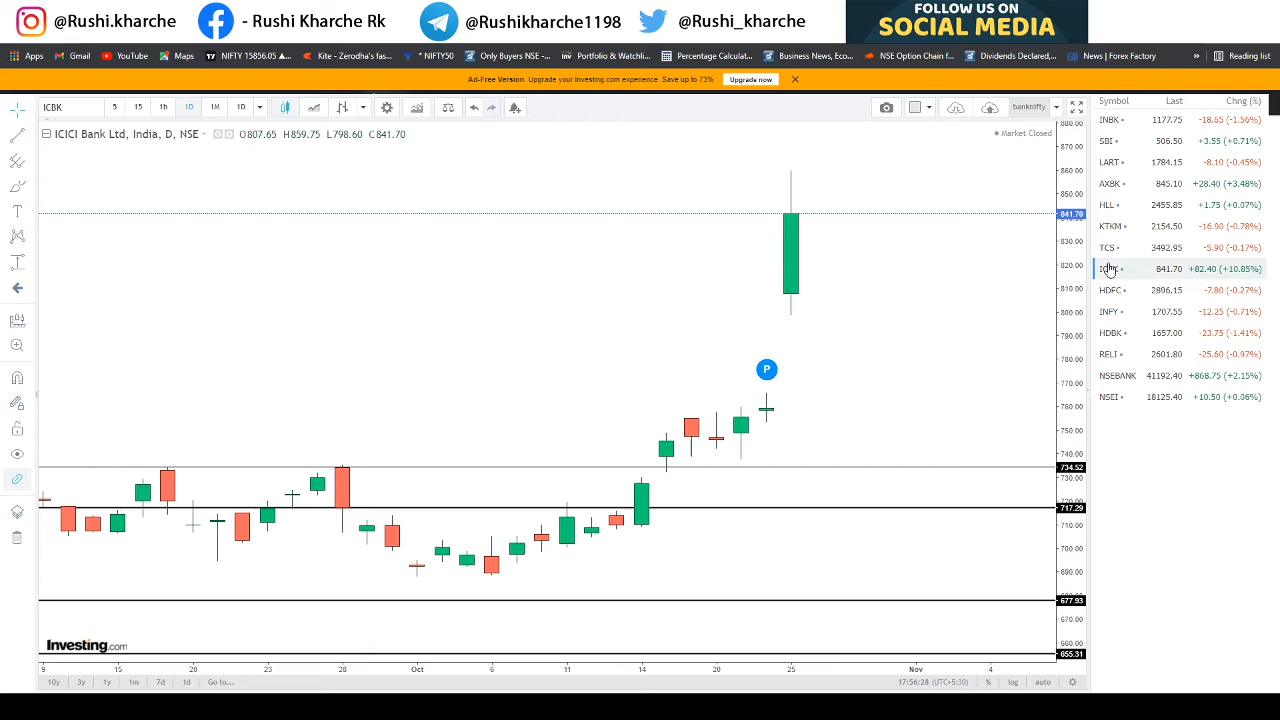 @Rushi.kharche - Rushi Kharche Rk @Rushikharche1198 @Rushi_kharche
FOLLOW US ON
SOCIAL MEDIA
Apps Gmail YouTube Maps NIFTY 15856.05 ▲... Kite - Zerodha's fas... * NIFTY50 Only Buyers NSE -... Portfolio & Watchli... Percentage Calculat... Business News, Eco... NSE Option Chain f... Dividends Declared,... News | Forex Factory » Reading list
Ad-Free Version. Upgrade your Investing.com experience. Save up to 73% Upgrade now
ICBK 5 15 1h 1D 1M 1D banknifty
ICICI Bank Ltd, India, D, NSE O807.65 H859.75 L798.60 C841.70
Market Closed
Symbol Last Chng (%)
INBK 1177.75 -18.65 (-1.56%)
SBI 506.50 +3.55 (+0.71%)
LART 1784.15 -8.10 (-0.45%)
AXBK 845.10 +28.40 (+3.48%)
HLL 2455.85 +1.75 (+0.07%)
KTKM 2154.50 -16.90 (-0.78%)
TCS 3492.95 -5.90 (-0.17%)
841.70 +82.40 (+10.85%)
HDFC 2896.15 -7.80 (-0.27%)
INFY 1707.55 -12.25 (-0.71%)
HDBK 1657.00 -23.75 (-1.41%)
RELI 2601.80 -25.60 (-0.97%)
NSEBANK 41192.40 +868.75 (+2.15%)
NSEI 18125.40 +10.50 (+0.06%)
880.00
870.00
860.00
850.00
841.70
830.00
820.00
810.00
800.00
790.00
780.00
770.00
760.00
750.00
740.00
734.52
730.00
717.29
710.00
700.00
690.00
677.93
670.00
660.00
655.31
P
Investing.com
9 15 20 23 28 Oct 6 11 14 20 25 Nov 4
10y 3y 1y 1m 7d 1d Go to... 17:56:28 (UTC+5:30) % log auto